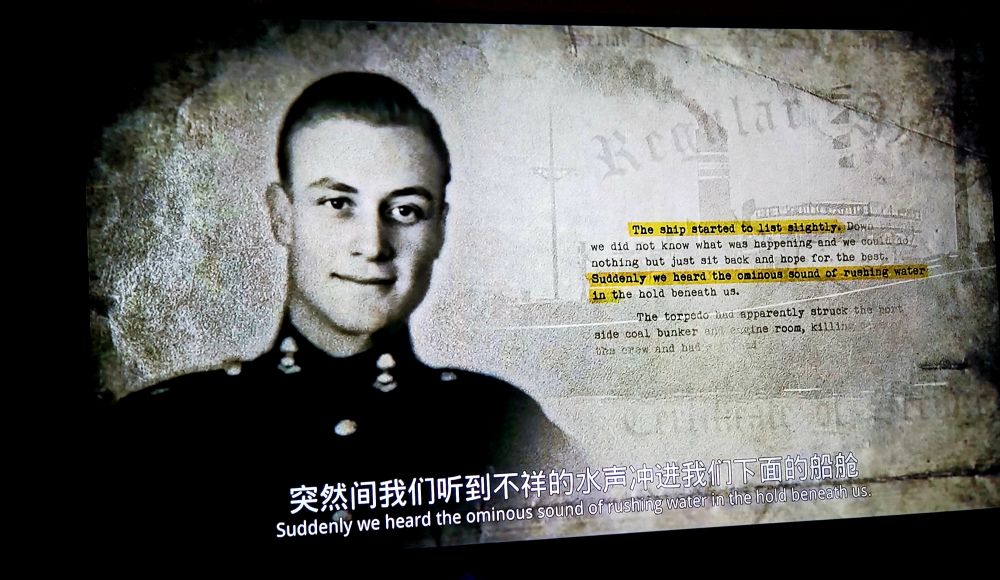 Regular
The ship started to list slightly. Down
we did not know what was happening and we could do
nothing but just sit back and hope for the best.
Suddenly we heard the ominous sound of rushing water
in the hold beneath us.
The torpedo had apparently struck the port
side coal bunker and engine room, killing
the crew and had
Certificate of
突然间我们听到不祥的水声冲进我们下面的船舱
Suddenly we heard the ominous sound of rushing water in the hold beneath us.